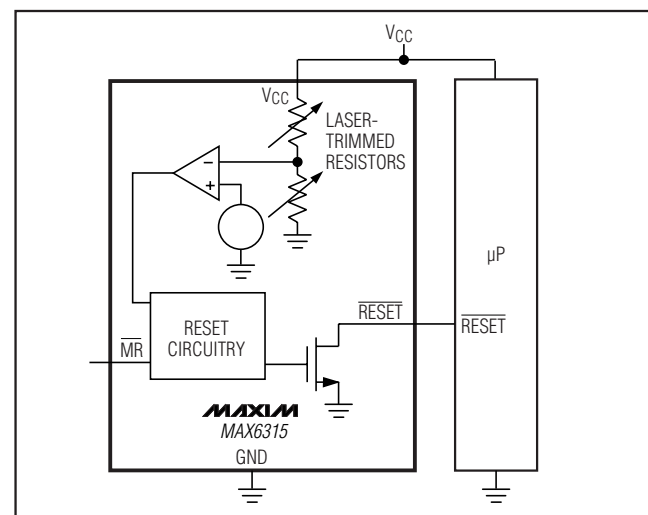 VCC
VCC
LASER-
TRIMMED
RESISTORS
−
+
µP
RESET
RESET
RESET
CIRCUITRY
MR
MAXIM
MAX6315
GND